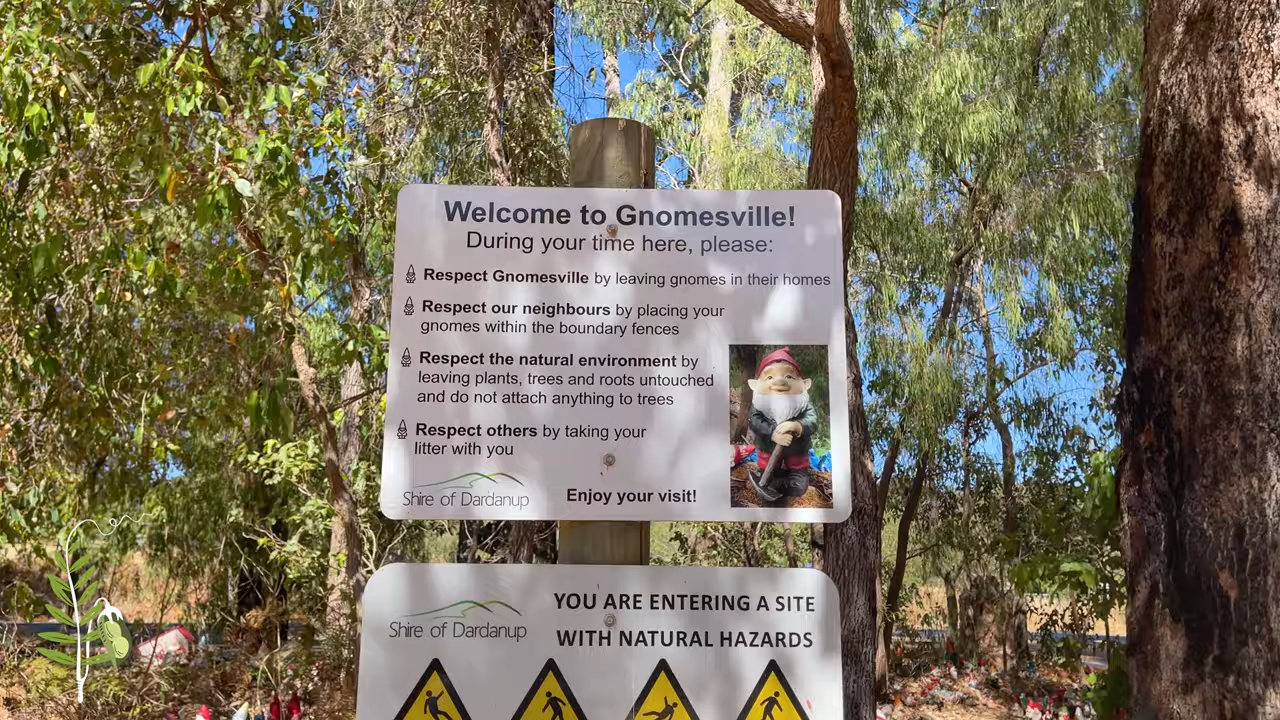 Welcome to Gnomesville!
During your time here, please:
Respect Gnomesville by leaving gnomes in their homes
Respect our neighbours by placing your
gnomes within the boundary fences
Respect the natural environment by
leaving plants, trees and roots untouched
and do not attach anything to trees
Respect others by taking your
litter with you
Shire of Dardanup
Enjoy your visit!
Shire of Dardanup
YOU ARE ENTERING A SITE
WITH NATURAL HAZARDS